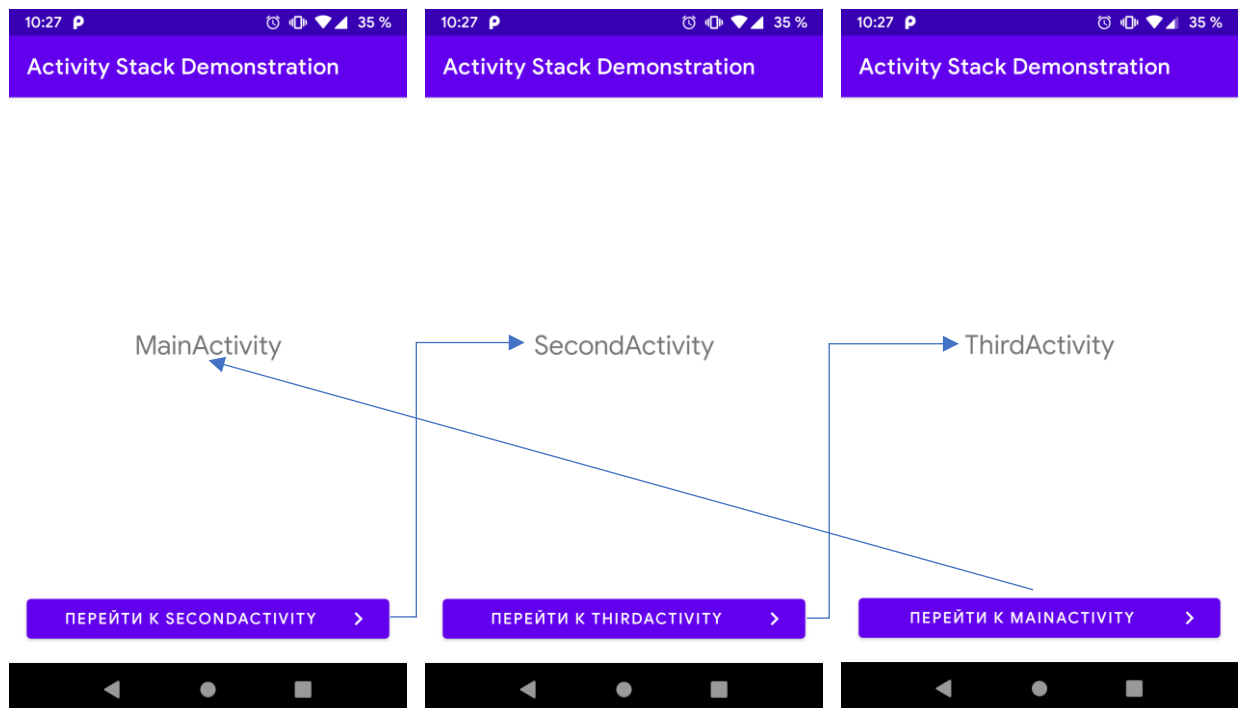 10:27 35 %
Activity Stack Demonstration
MainActivity
ПЕРЕЙТИ К SECONDACTIVITY
10:27 35 %
Activity Stack Demonstration
SecondActivity
ПЕРЕЙТИ К THIRDACTIVITY
10:27 35 %
Activity Stack Demonstration
ThirdActivity
ПЕРЕЙТИ К MAINACTIVITY